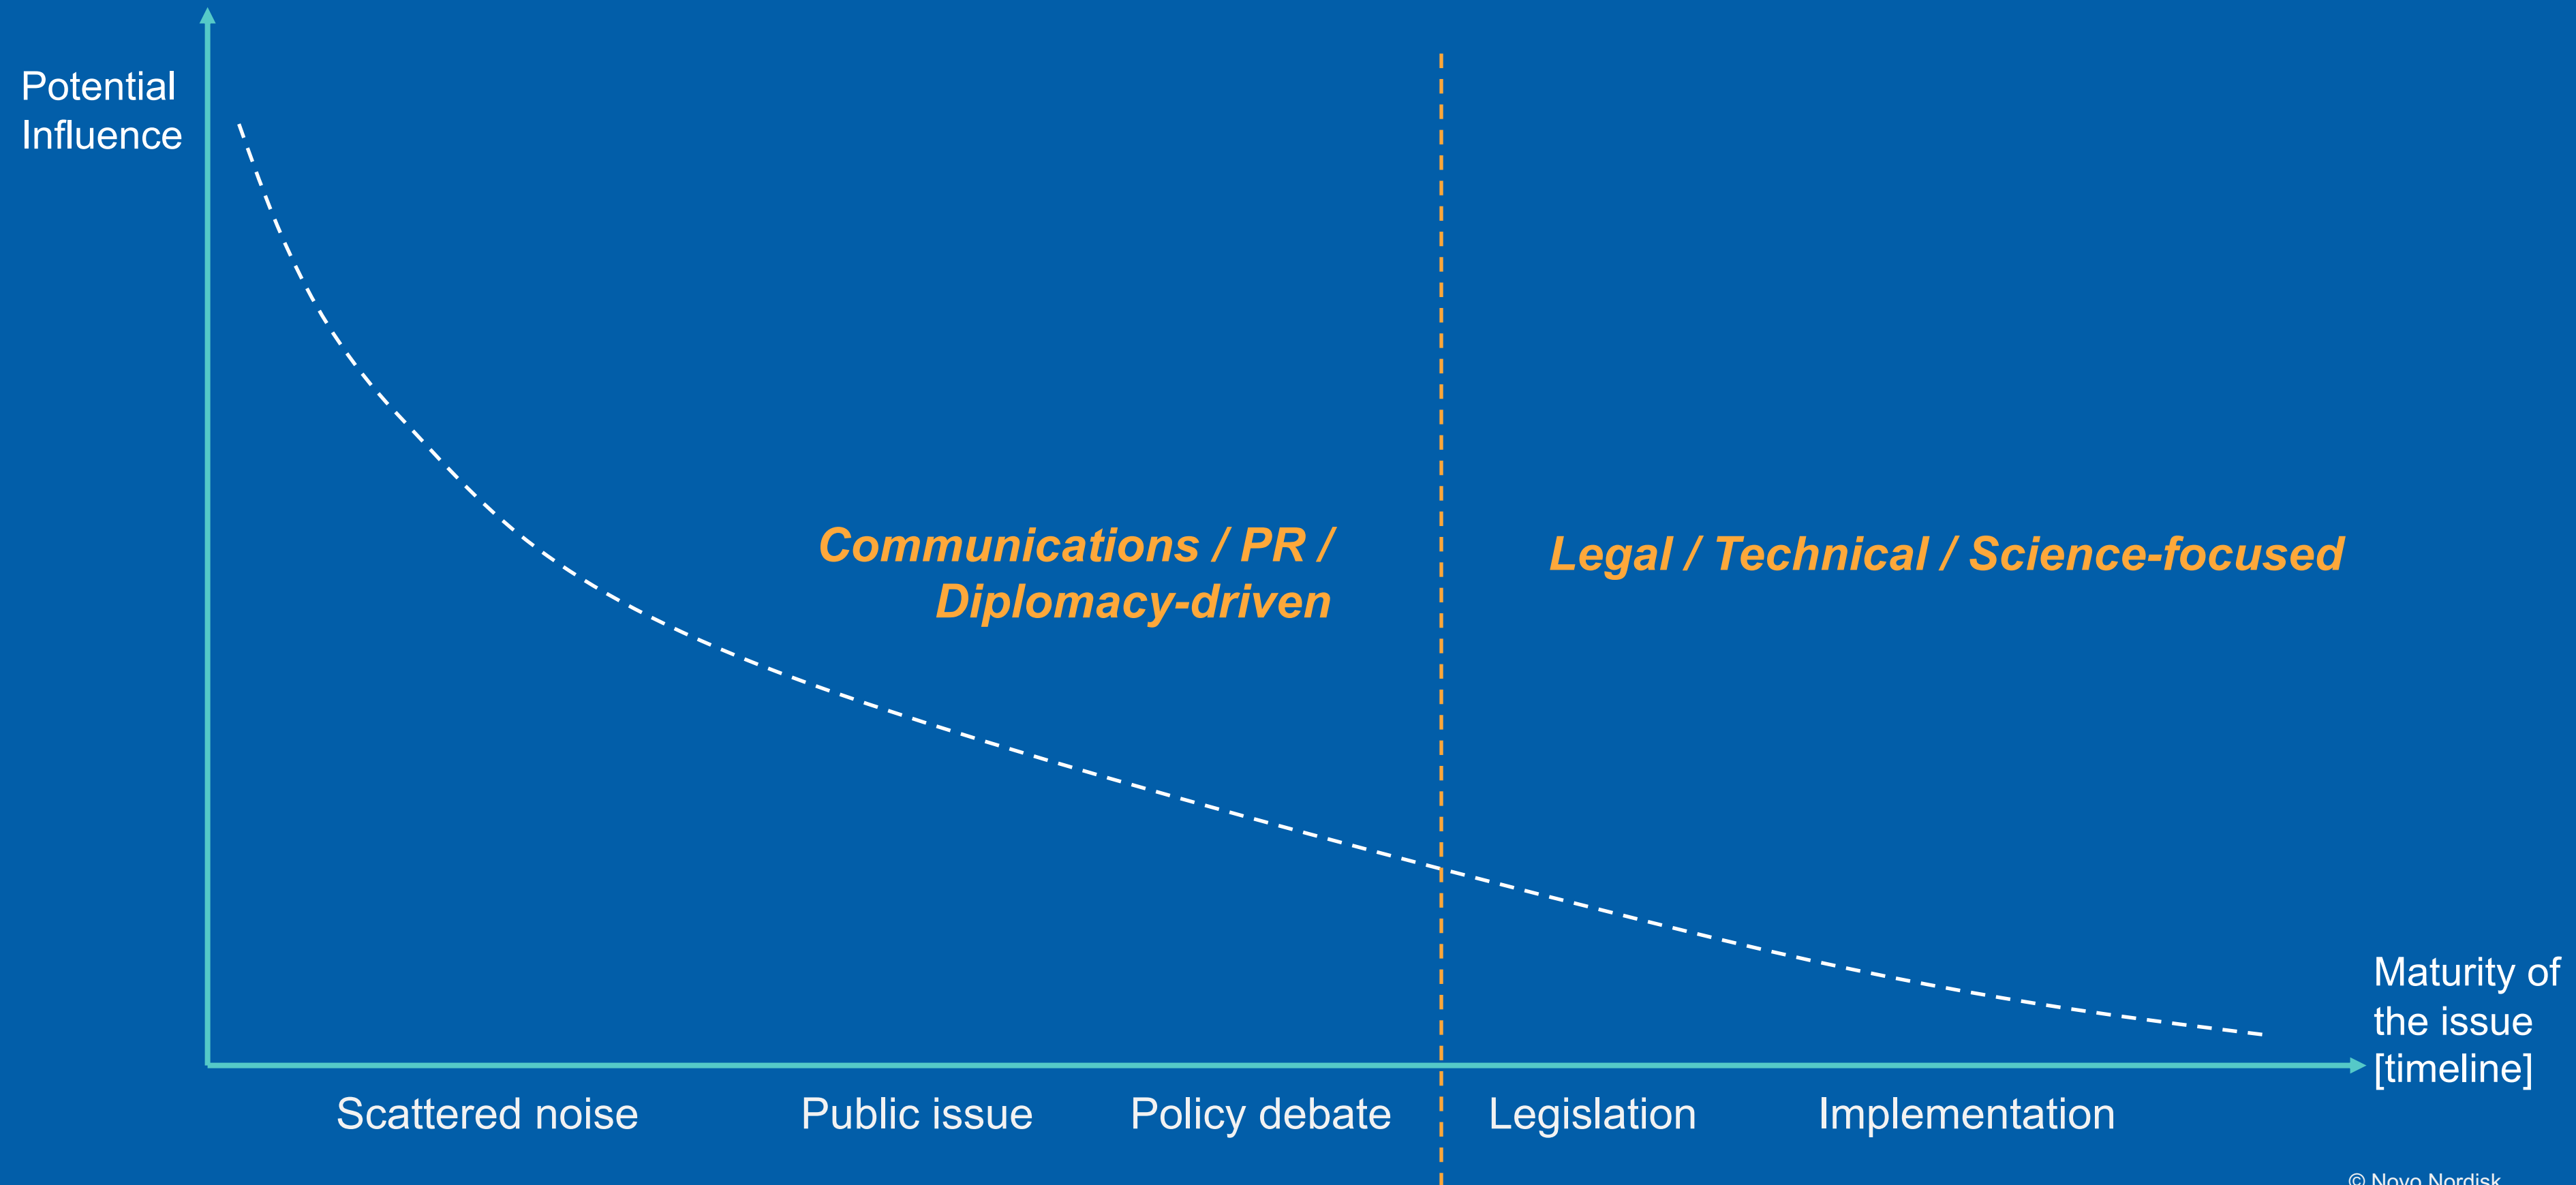 Potential
Influence
Communications / PR /
Diplomacy-driven
Legal / Technical / Science-focused
Maturity of
the issue
[timeline]
Scattered noise
Public issue
Policy debate
Legislation
Implementation
© Novo Nordisk